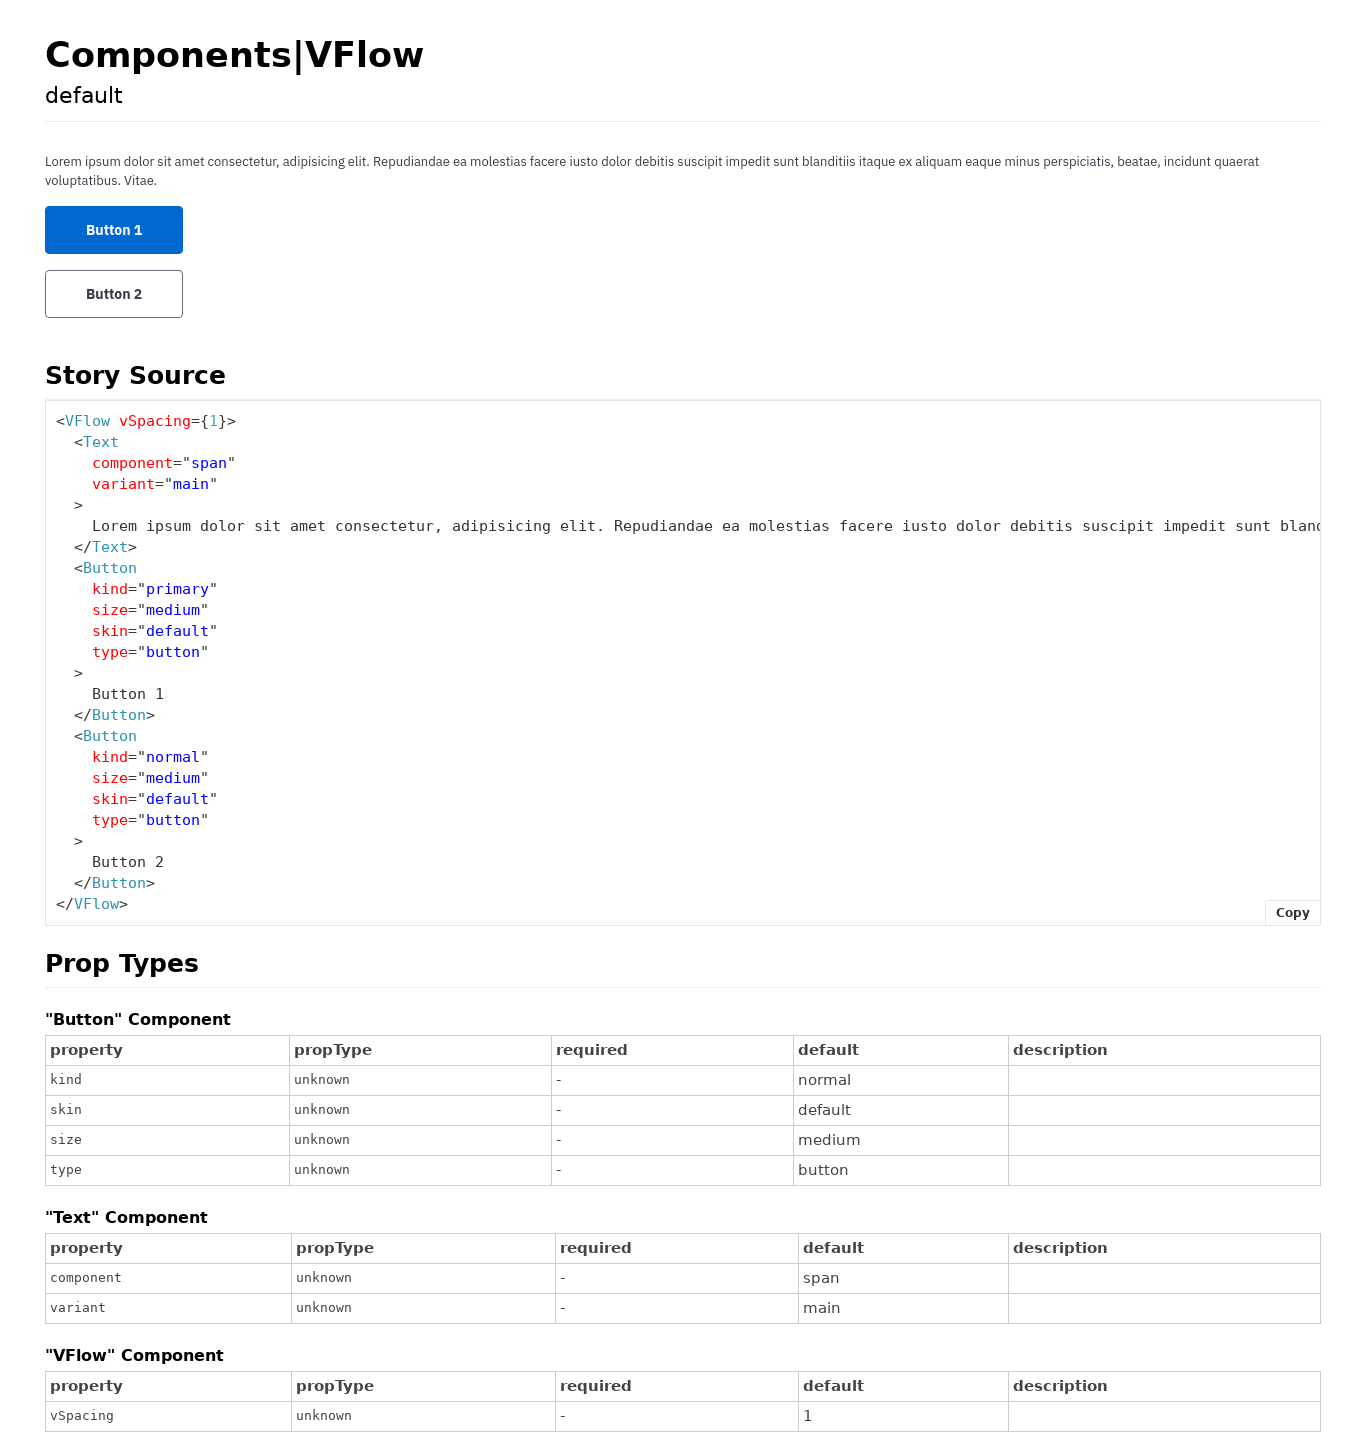 Components|VFlow
default
Lorem ipsum dolor sit amet consectetur, adipisicing elit. Repudiandae ea molestias facere iusto dolor debitis suscipit impedit sunt blanditiis itaque ex aliquam eaque minus perspiciatis, beatae, incidunt quaerat
voluptatibus. Vitae.
Button 1
Button 2
Story Source
<VFlow vSpacing={1}>
<Text
component="span"
variant="main"
>
Lorem ipsum dolor sit amet consectetur, adipisicing elit. Repudiandae ea molestias facere iusto dolor debitis suscipit impedit sunt
</Text>
<Button
kind="primary"
size="medium"
skin="default"
type="button"
>
Button 1
</Button>
<Button
kind="normal"
size="medium"
skin="default"
type="button"
>
Button 2
</Button>
</VFlow>
Copy
Prop Types
"Button" Component
property propType required default description
kind unknown - normal
skin unknown - default
size unknown - medium
type unknown - button
"Text" Component
property propType required default description
component unknown - span
variant unknown - main
"VFlow" Component
property propType required default description
vSpacing unknown - 1